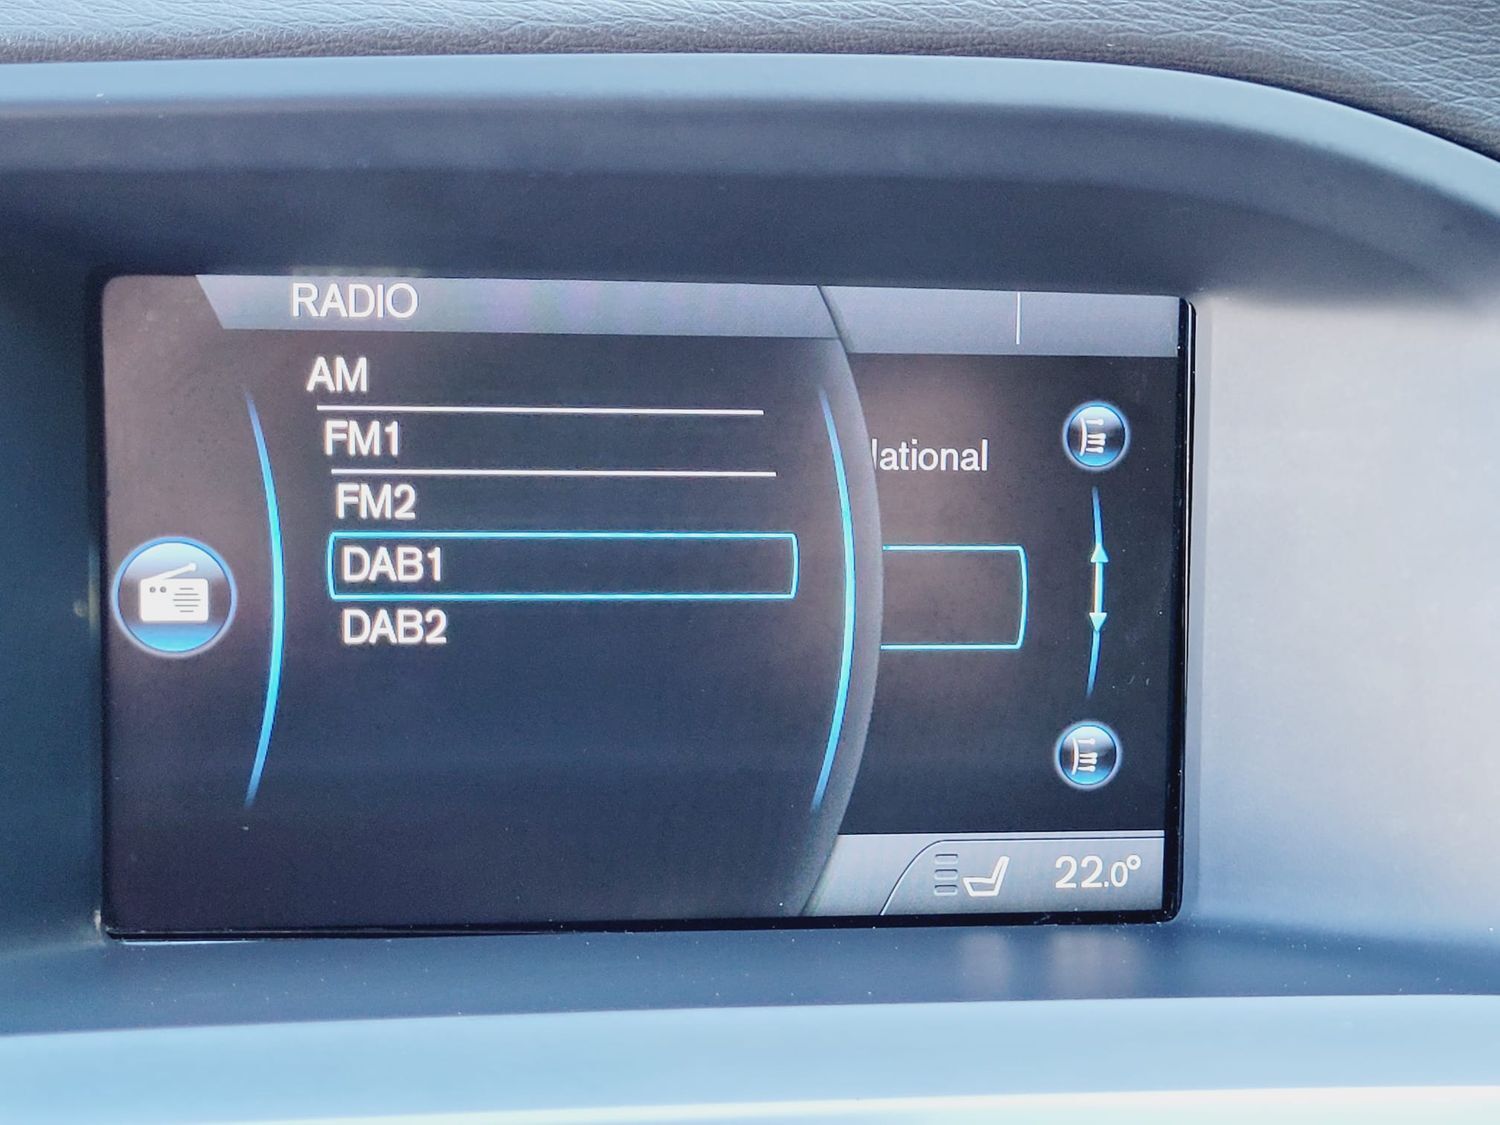 RADIO
AM
FM1
FM2
DAB1
DAB2
lational
22.0°